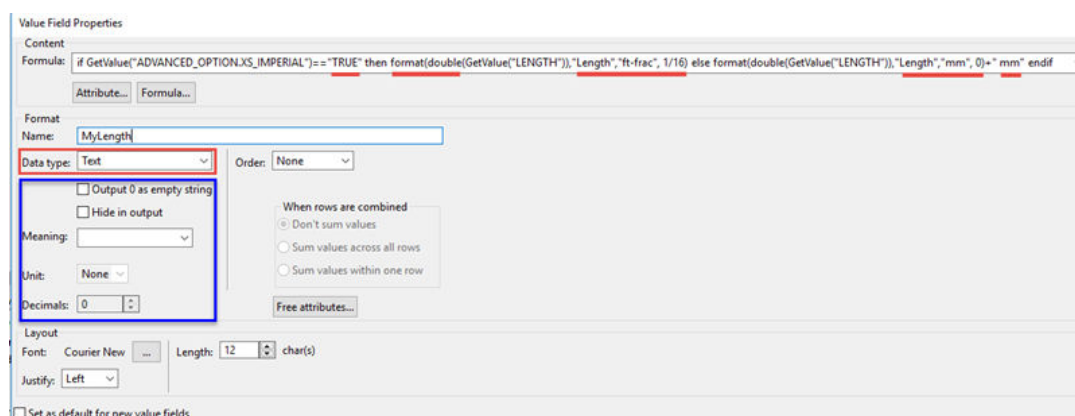 Value Field Properties
Content
Formula: if GetValue("ADVANCED_OPTION.XS_IMPERIAL")=="TRUE" then format(double(GetValue("LENGTH")),"Length","ft-frac", 1/16) else format(double(GetValue("LENGTH")),"Length","mm", 0)+" mm" endif
Attribute... Formula...
Format
Name: MyLength
Data type: Text Order: None
Output 0 as empty string
Hide in output
When rows are combined
Don't sum values
Meaning:
Sum values across all rows
Unit: None
Sum values within one row
Decimals: 0 Free attributes...
Layout
Font: Courier New ... Length: 12 char(s)
Justify: Left
Set as default for new value fields